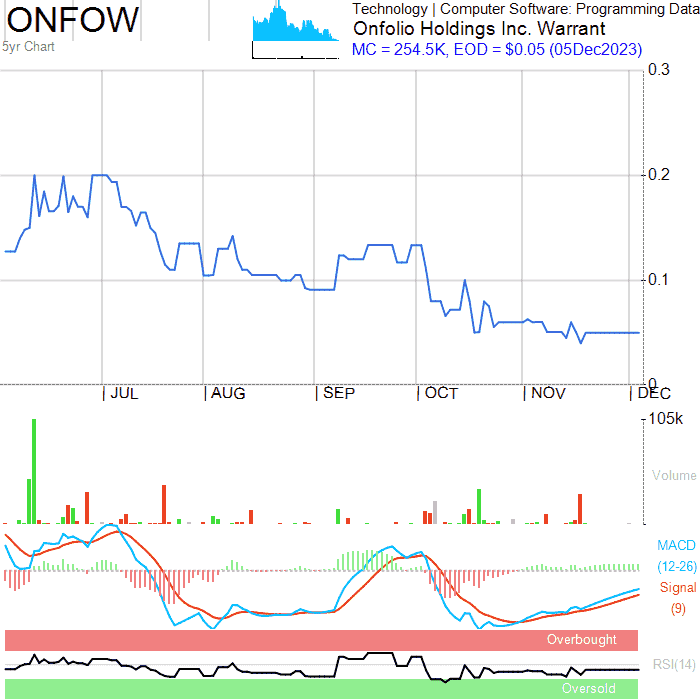 ONFOW
5yr Chart
Technology | Computer Software: Programming Data
Onfolio Holdings Inc. Warrant
MC = 254.5K, EOD = $0.05 (05Dec2023)
0.3
0.2
0.1
0
| JUL | AUG | SEP | OCT | NOV | DEC
105k
Volume
MACD
(12-26)
Signal
(9)
Overbought
RSI(14)
Oversold